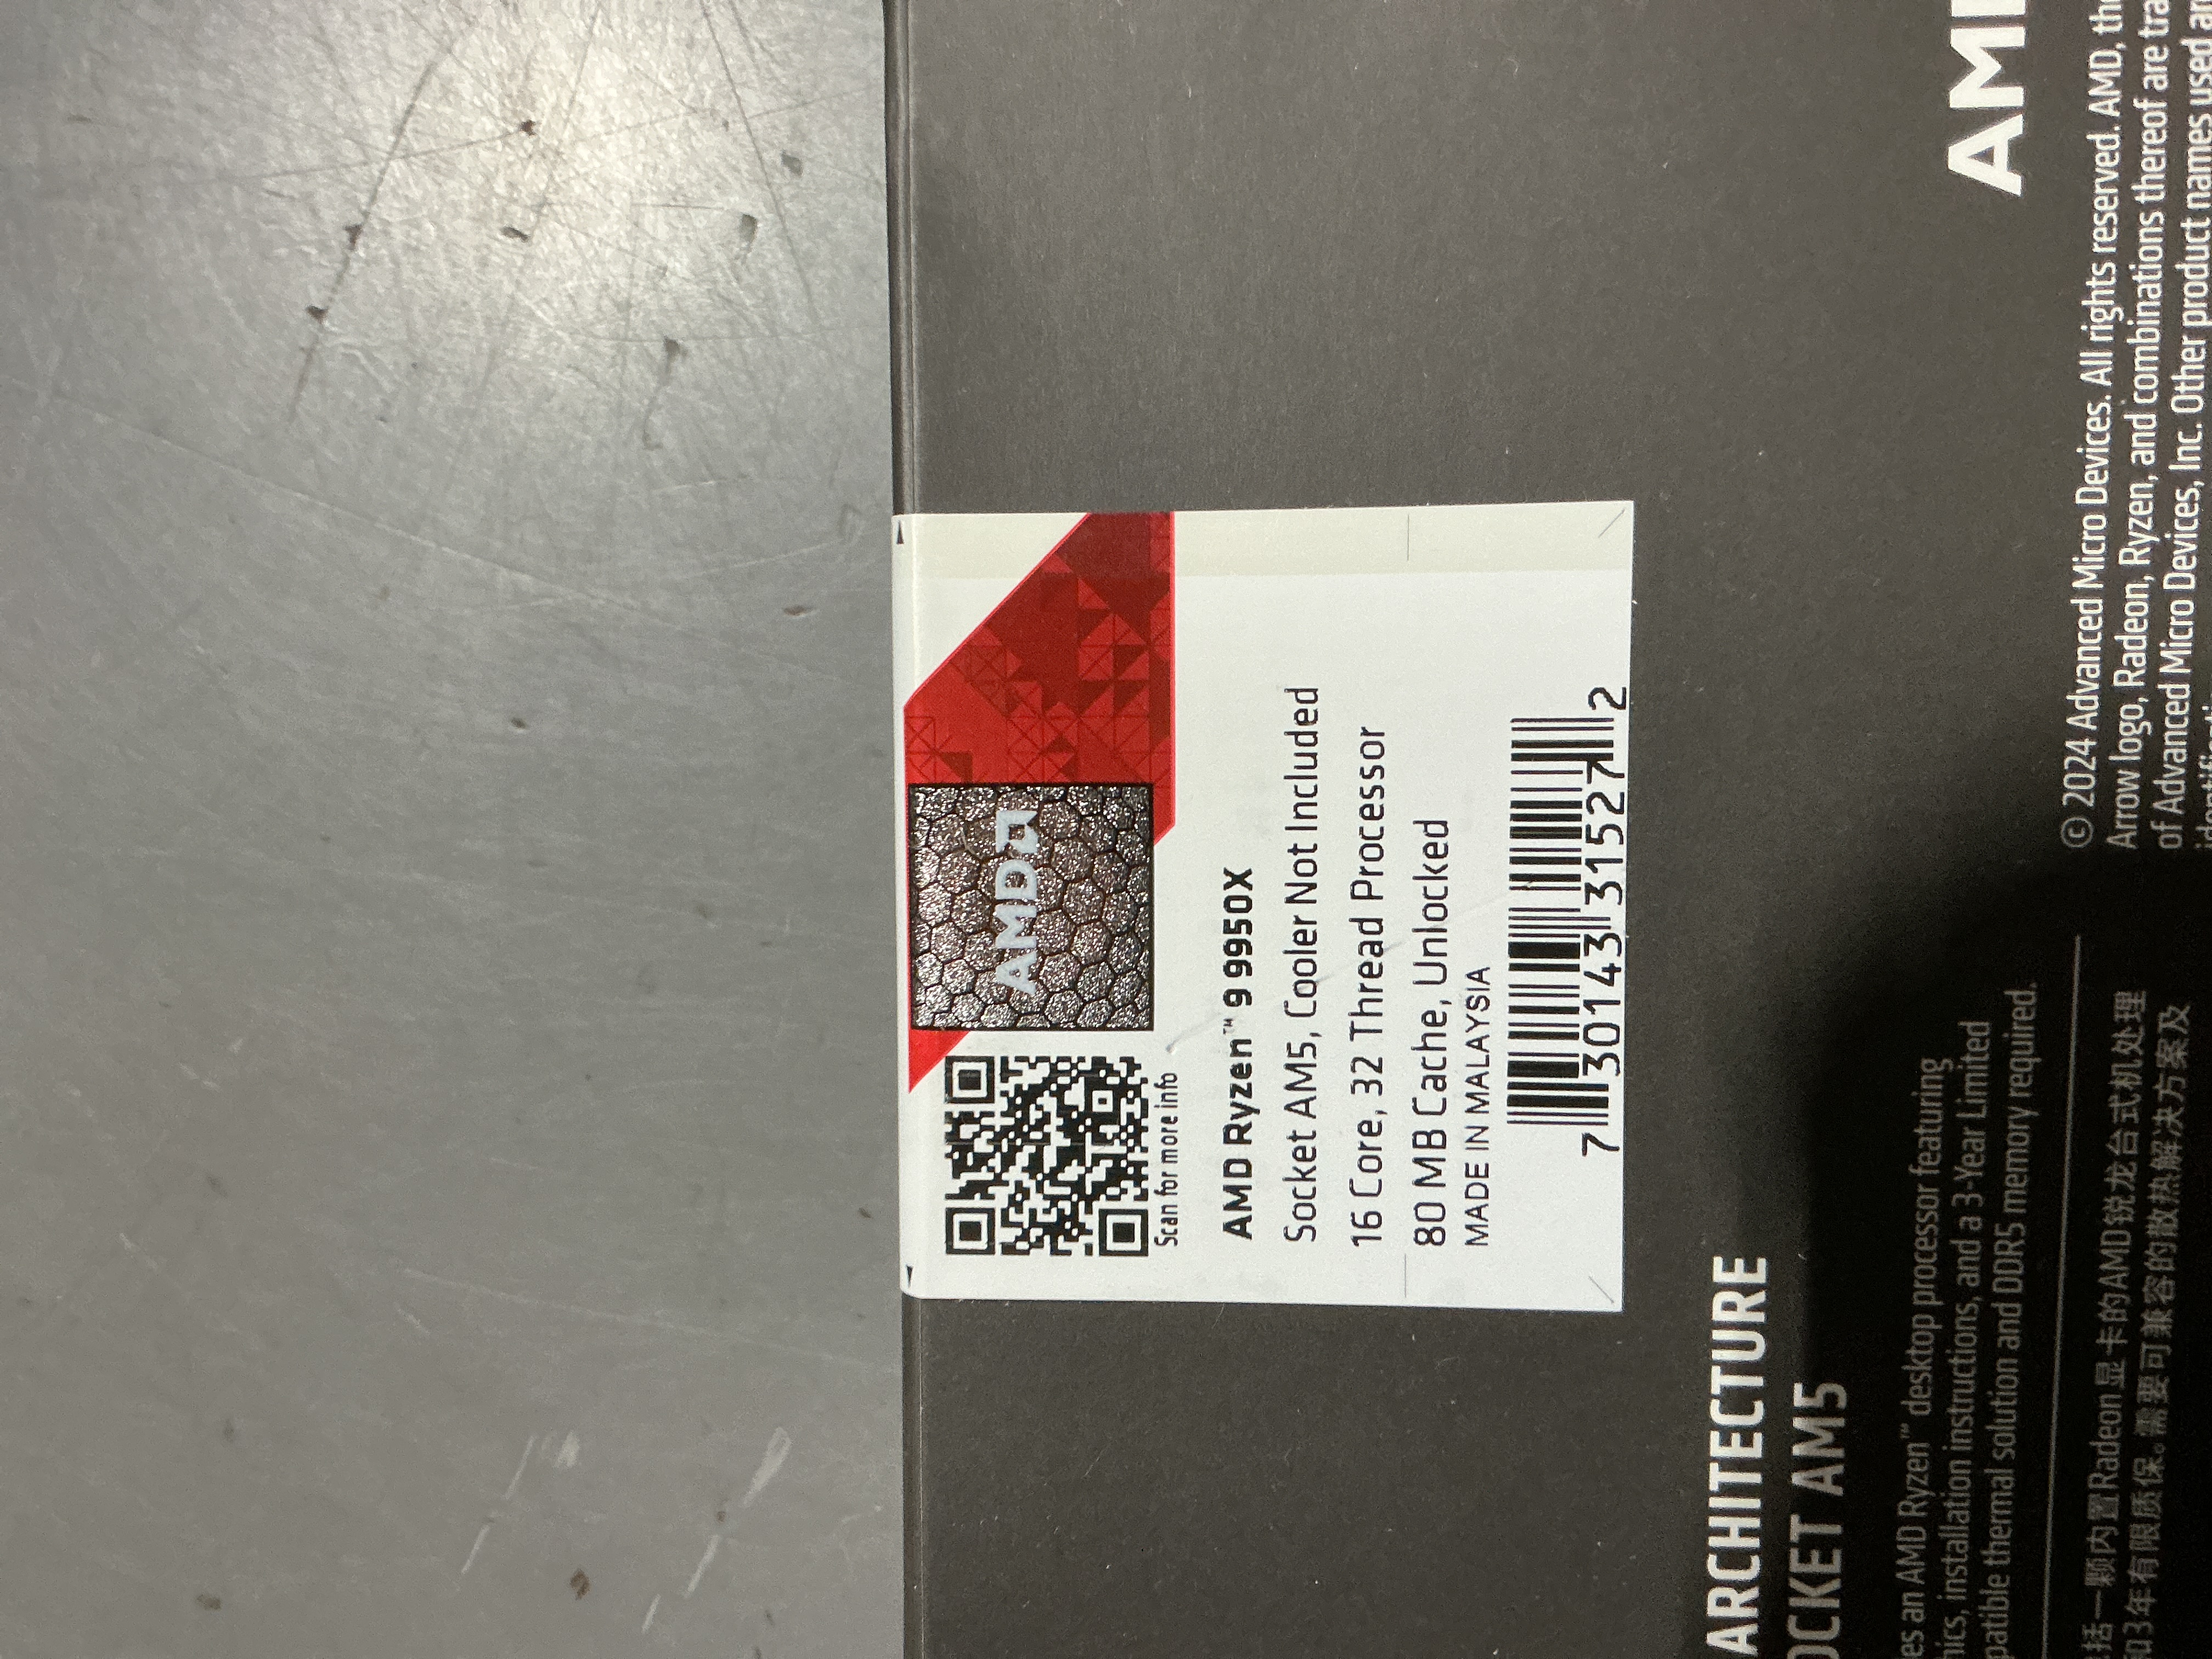 AMD
Scan for more info
AMD Ryzen™ 9 9950X
Socket AM5, Cooler Not Included
16 Core, 32 Thread Processor
80 MB Cache, Unlocked
MADE IN MALAYSIA
7 30143 31527 2
ARCHITECTURE
OCKET AM5
es an AMD Ryzen™ desktop processor featuring
hics, installation instructions, and a 3-Year Limited
patible thermal solution and DDR5 memory required.
括一颗内置Radeon显卡的AMD锐龙台式机处理
和3年有限质保。需要可兼容的散热解决方案及
AM
© 2024 Advanced Micro Devices. All rights reserved. AMD, the
Arrow logo, Radeon, Ryzen, and combinations thereof are tra
of Advanced Micro Devices, Inc. Other product names used ar